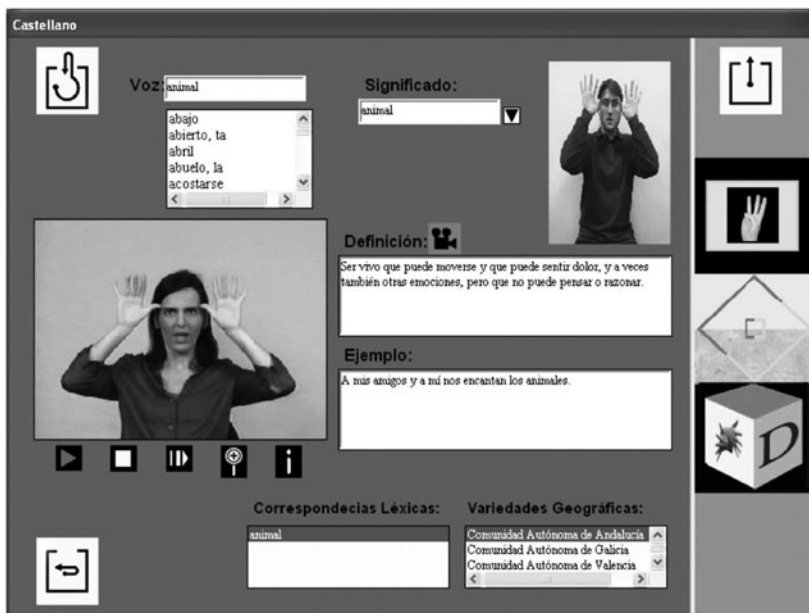 Castellano
Voz:
animal
Significado:
animal
abajo
abierto, ta
abril
abuelo, la
acostarse
Definición:
Ser vivo que puede moverse y que puede sentir dolor, y a veces
también otras emociones, pero que no puede pensar o razonar.
Ejemplo:
A mis amigos y a mí nos encantan los animales.
i
Correspondecias Léxicas:
animal
Variedades Geográficas:
Comunidad Autónoma de Andalucía
Comunidad Autónoma de Galicia
Comunidad Autónoma de Valencia
D